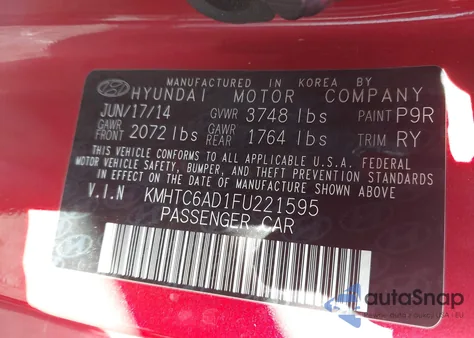 MANUFACTURED IN KOREA BY
HYUNDAI MOTOR COMPANY
JUN/17/14 GVWR 3748 lbs PAINT P9R
GAWR FRONT 2072 lbs GAWR REAR 1764 lbs TRIM RY
THIS VEHICLE CONFORMS TO ALL APPLICABLE U.S.A. FEDERAL
MOTOR VEHICLE SAFETY, BUMPER, AND THEFT PREVENTION STANDARDS
IN EFFECT ON THE DATE OF MANUFACTURE SHOWN ABOVE A62
V.I.N KMHTC6AD1FU221595
PASSENGER CAR
autoSnap